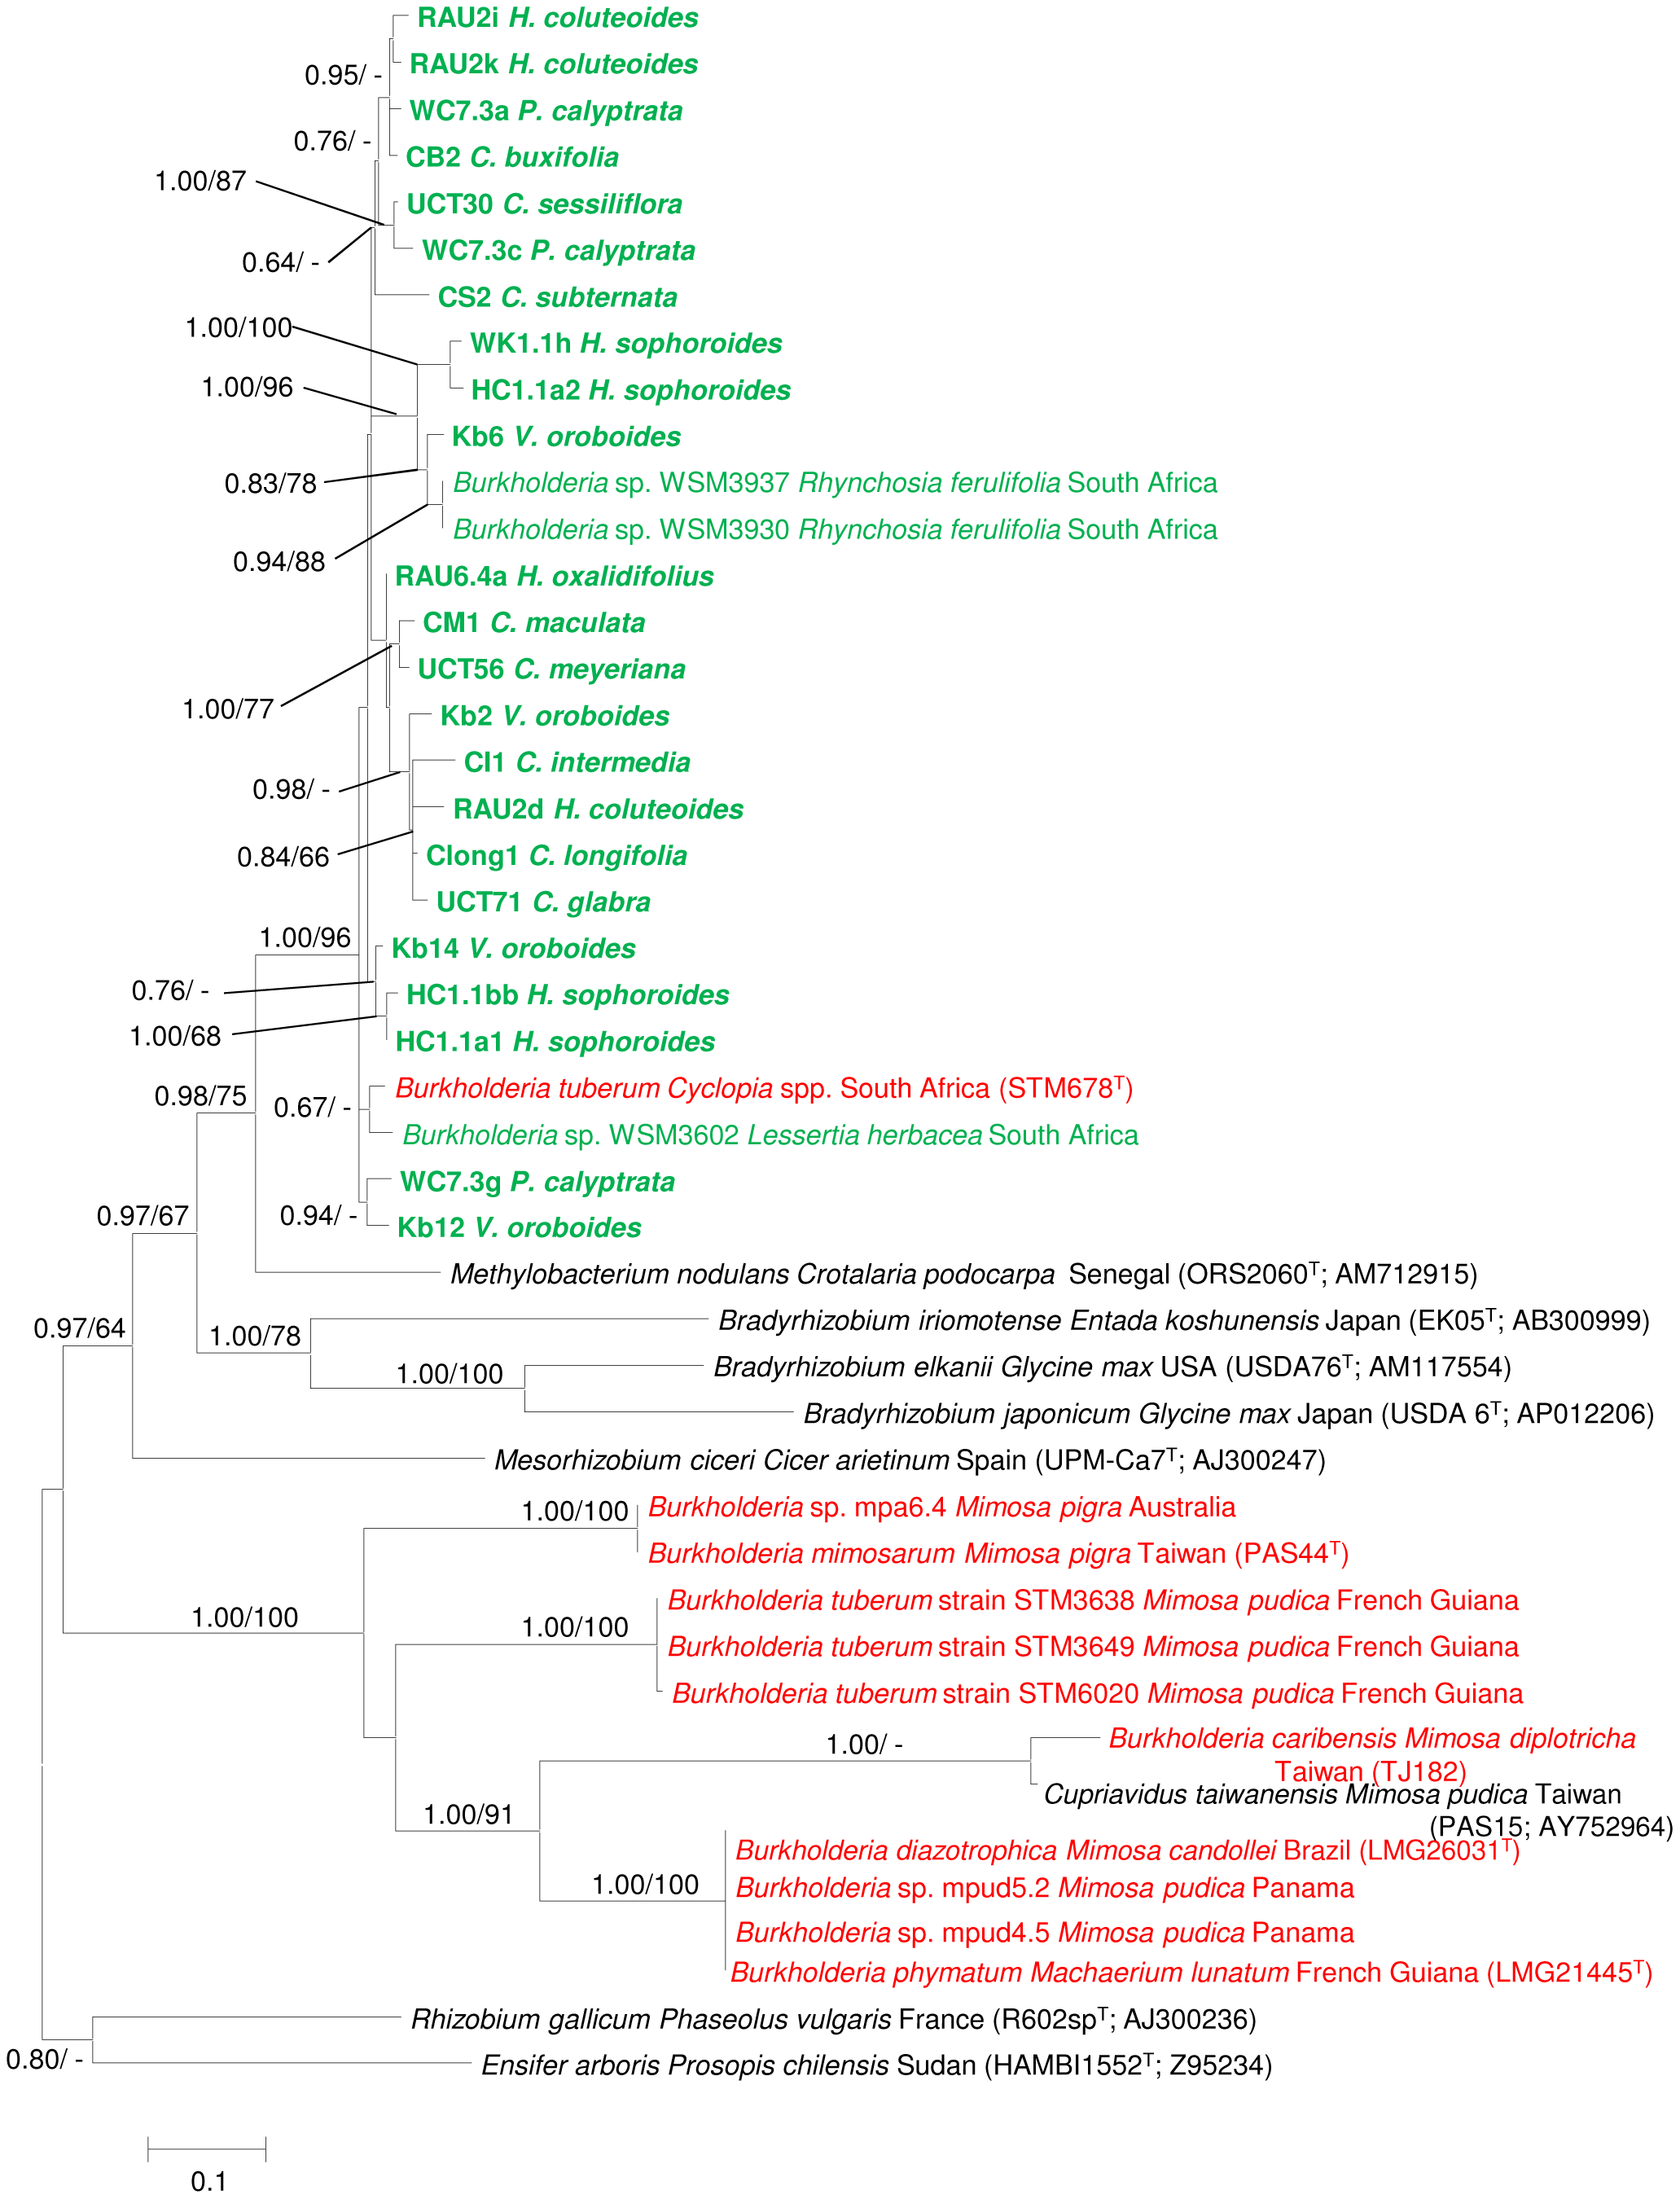 RAU2i H. coluteoides
RAU2k H. coluteoides
0.95/ -
WC7.3a P. calyptrata
0.76/ -
CB2 C. buxifolia
1.00/87
UCT30 C. sessiliflora
WC7.3c P. calyptrata
0.64/ -
CS2 C. subternata
1.00/100
WK1.1h H. sophoroides
1.00/96
HC1.1a2 H. sophoroides
Kb6 V. oroboides
0.83/78
Burkholderia sp. WSM3937 Rhynchosia ferulifolia South Africa
Burkholderia sp. WSM3930 Rhynchosia ferulifolia South Africa
0.94/88
RAU6.4a H. oxalidifolius
CM1 C. maculata
UCT56 C. meyeriana
1.00/77
Kb2 V. oroboides
CI1 C. intermedia
0.98/ -
RAU2d H. coluteoides
0.84/66
Clong1 C. longifolia
UCT71 C. glabra
1.00/96
Kb14 V. oroboides
0.76/ -
HC1.1bb H. sophoroides
1.00/68
HC1.1a1 H. sophoroides
Burkholderia tuberum Cyclopia spp. South Africa (STM678ᵀ)
0.98/75
0.67/ -
Burkholderia sp. WSM3602 Lessertia herbacea South Africa
WC7.3g P. calyptrata
0.97/67
0.94/ -
Kb12 V. oroboides
Methylobacterium nodulans Crotalaria podocarpa Senegal (ORS2060ᵀ; AM712915)
Bradyrhizobium iriomotense Entada koshunensis Japan (EK05ᵀ; AB300999)
0.97/64
1.00/78
Bradyrhizobium elkanii Glycine max USA (USDA76ᵀ; AM117554)
1.00/100
Bradyrhizobium japonicum Glycine max Japan (USDA 6ᵀ; AP012206)
Mesorhizobium ciceri Cicer arietinum Spain (UPM-Ca7ᵀ; AJ300247)
1.00/100
Burkholderia sp. mpa6.4 Mimosa pigra Australia
Burkholderia mimosarum Mimosa pigra Taiwan (PAS44ᵀ)
Burkholderia tuberum strain STM3638 Mimosa pudica French Guiana
1.00/100
1.00/100
Burkholderia tuberum strain STM3649 Mimosa pudica French Guiana
Burkholderia tuberum strain STM6020 Mimosa pudica French Guiana
1.00/ -
Burkholderia caribensis Mimosa diplotricha
Taiwan (TJ182)
Cupriavidus taiwanensis Mimosa pudica Taiwan
(PAS15; AY752964)
1.00/91
Burkholderia diazotrophica Mimosa candollei Brazil (LMG26031ᵀ)
1.00/100
Burkholderia sp. mpud5.2 Mimosa pudica Panama
Burkholderia sp. mpud4.5 Mimosa pudica Panama
Burkholderia phymatum Machaerium lunatum French Guiana (LMG21445ᵀ)
Rhizobium gallicum Phaseolus vulgaris France (R602spᵀ; AJ300236)
0.80/ -
Ensifer arboris Prosopis chilensis Sudan (HAMBI1552ᵀ; Z95234)
0.1